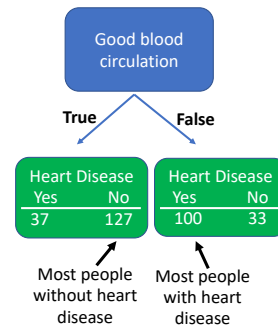 Good blood
circulation
True
False
Heart Disease
Yes No
37 127
Heart Disease
Yes No
100 33
Most people
without heart
disease
Most people
with heart
disease